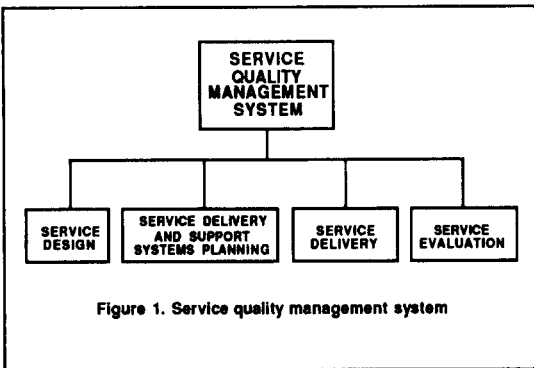 SERVICE
QUALITY
MANAGEMENT
SYSTEM
SERVICE
DESIGN
SERVICE DELIVERY
AND SUPPORT
SYSTEMS PLANNING
SERVICE
DELIVERY
SERVICE
EVALUATION
Figure 1. Service quality management system